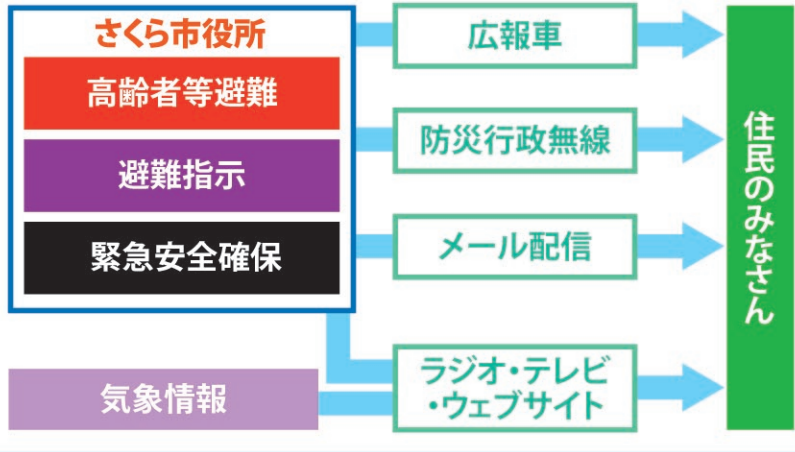 さくら市役所
高齢者等避難
避難指示
緊急安全確保
気象情報
広報車
防災行政無線
メール配信
ラジオ・テレビ
・ウェブサイト
住民のみなさん